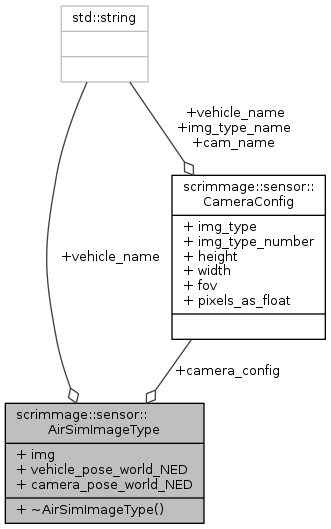 std::string
+vehicle_name
+img_type_name
+cam_name
scrimmage::sensor::
CameraConfig
+ img_type
+ img_type_number
+ height
+ width
+ fov
+ pixels_as_float
+vehicle_name
+camera_config
scrimmage::sensor::
AirSimImageType
+ img
+ vehicle_pose_world_NED
+ camera_pose_world_NED
+ ~AirSimImageType()